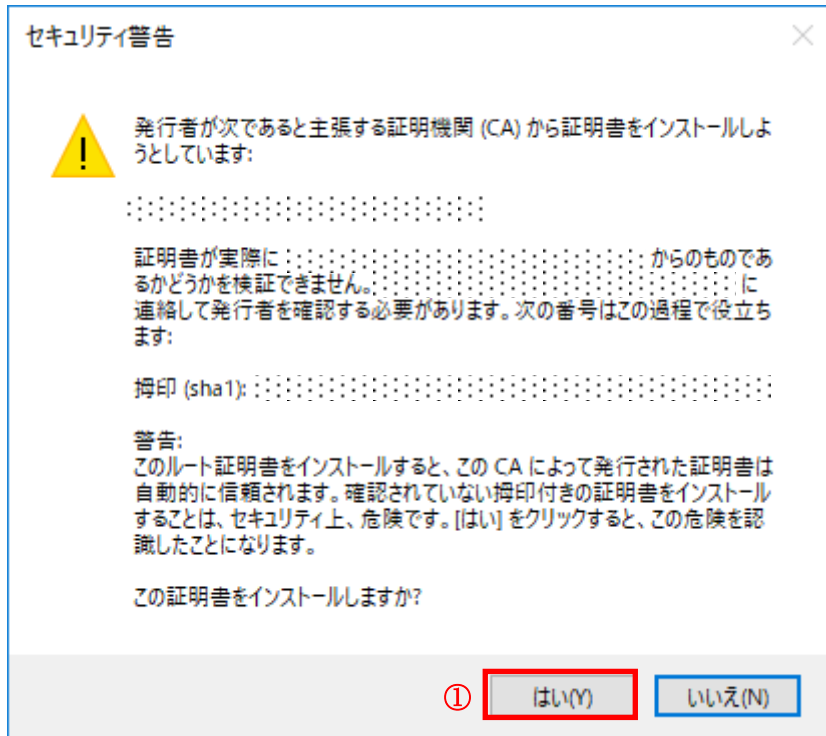 セキュリティ警告
発行者が次であると主張する証明機関 (CA) から証明書をインストールしよ
うとしています:
証明書が実際に からのものであ
るかどうかを検証できません。 に
連絡して発行者を確認する必要があります。次の番号はこの過程で役立ち
ます:
拇印 (sha1):
警告:
このルート証明書をインストールすると、この CA によって発行された証明書は
自動的に信頼されます。確認されていない拇印付きの証明書をインストール
することは、セキュリティ上、危険です。[はい] をクリックすると、この危険を認
識したことになります。
この証明書をインストールしますか?
① はい(Y) いいえ(N)